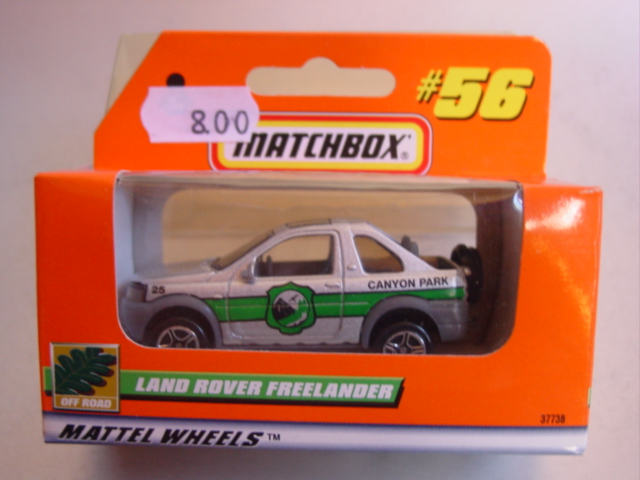 #56
8.00
MATCHBOX®
25
CANYON PARK
LAND ROVER FREELANDER
OFF ROAD
37738
MATTEL WHEELS™